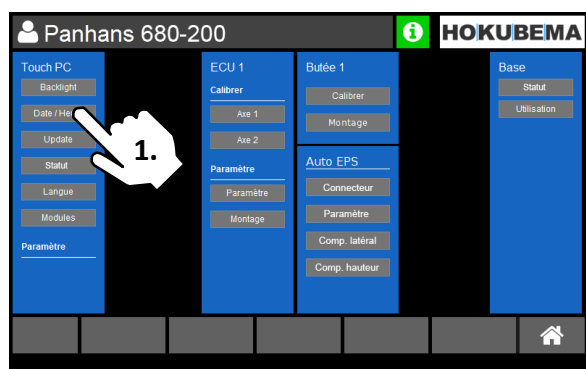 Panhans 680-200
i
HOKUBEMA
Touch PC
Backlight
Date / He
Update
Statut
Langue
Modules
Paramètre
1.
ECU 1
Calibrer
Axe 1
Axe 2
Paramètre
Paramètre
Montage
Butée 1
Calibrer
Montage
Auto EPS
Connecteur
Paramètre
Comp. latéral
Comp. hauteur
Base
Statut
Utilisation